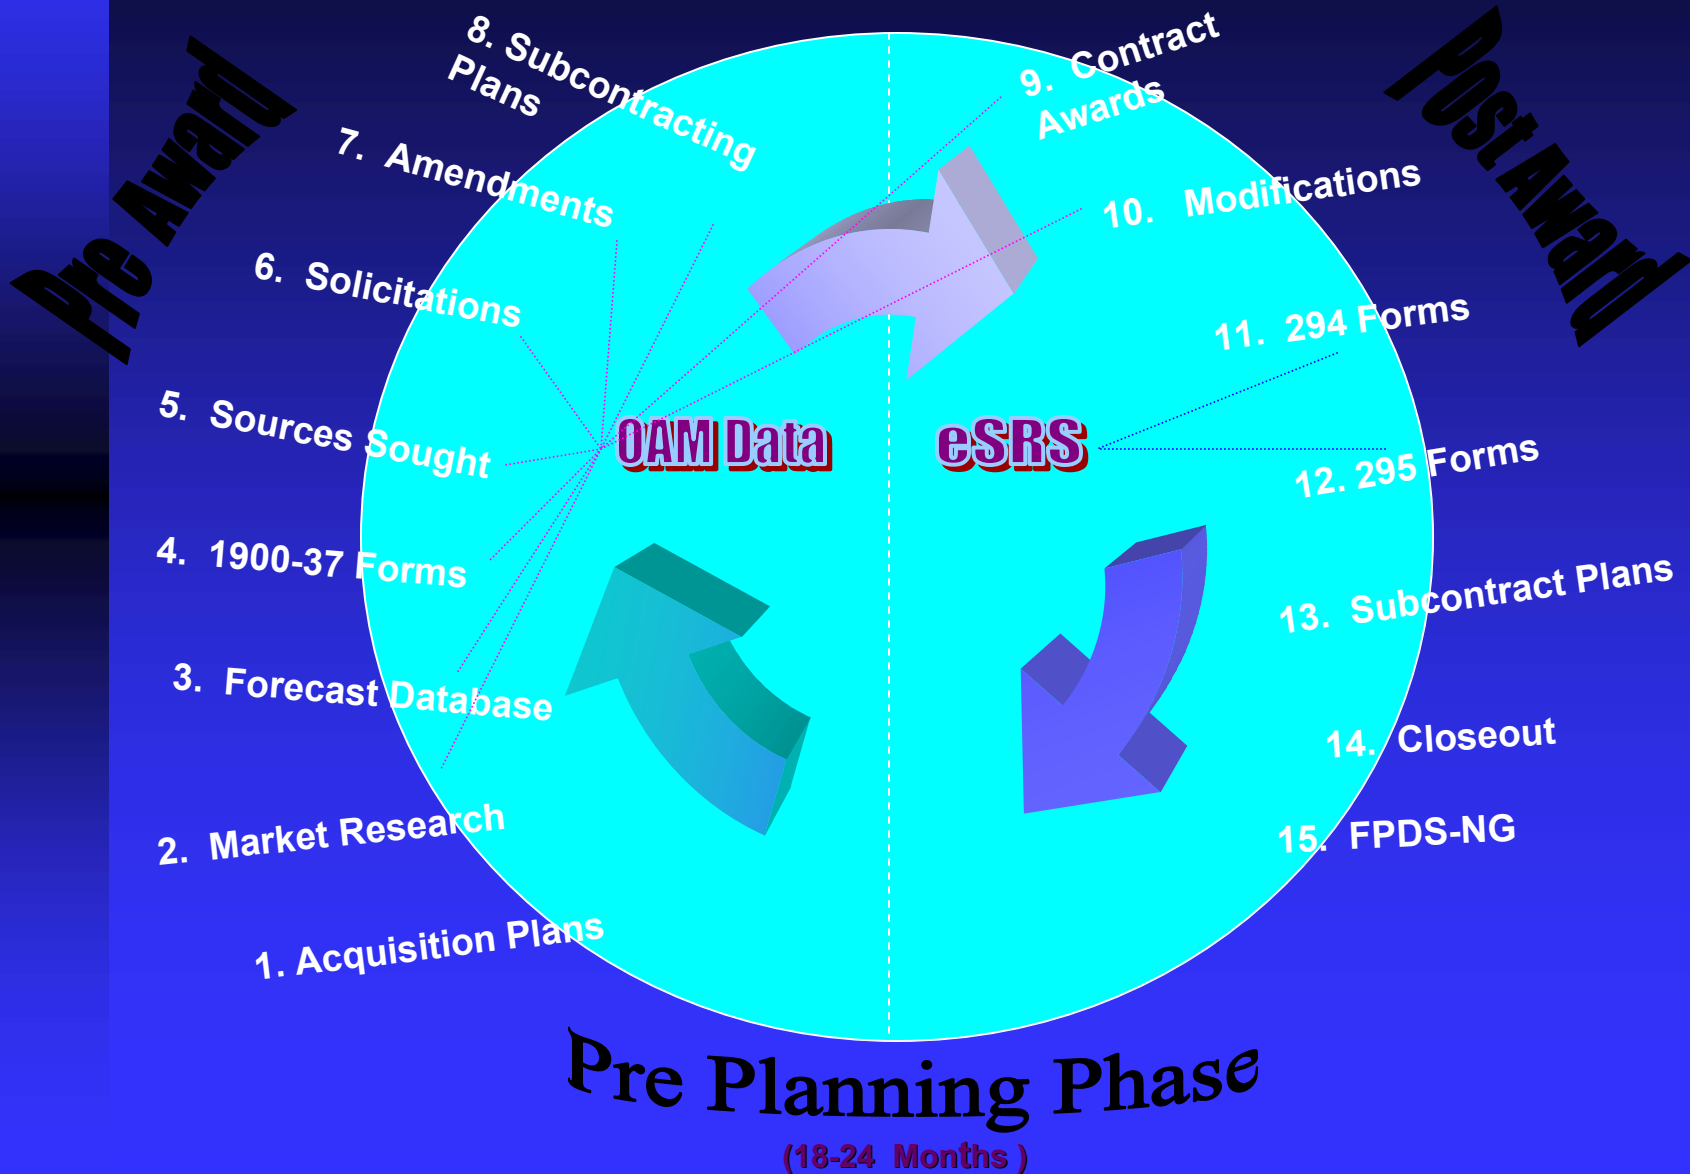 Pre Award
Post Award
8. Subcontracting
Plans
7. Amendments
6. Solicitations
5. Sources Sought
4. 1900-37 Forms
3. Forecast Database
2. Market Research
1. Acquisition Plans
9. Contract
Awards
10. Modifications
11. 294 Forms
12. 295 Forms
13. Subcontract Plans
14. Closeout
15. FPDS-NG
OAM Data
eSRS
Pre Planning Phase
(18-24 Months )